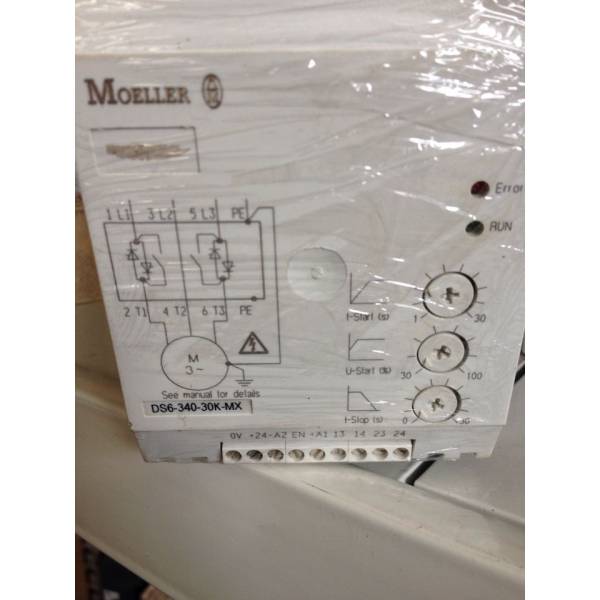 MOELLER
Error
RUN
1 L1 3 L2 5 L3 PE
2 T1 4 T2 6 T3 PE
M
3~
t-Start (s) 1 30
U-Start (%) 30 100
t-Stop (s) 0 30
See manual for details
DS6-340-30K-MX
0V +24 -A2 EN +A1 13 14 23 24